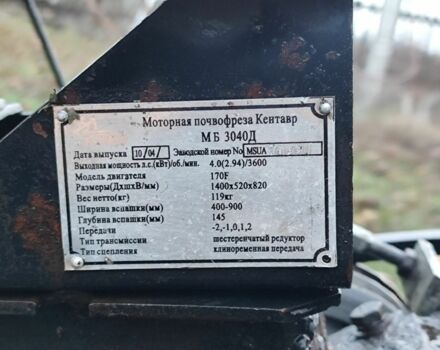 Моторная почвофреза Кентавр
МБ 3040Д
Дата выпуска 10/04/ Заводской номер No MSUA
Выходная мощность л.с.(кВт)/об./мин. 4.0(2.94)/3600
Модель двигателя 170F
Размеры(ДхшхВ/мм) 1400x520x820
Вес нетто(кг) 119кг
Ширина вспашки(мм) 400-900
Глубина вспашки(мм) 145
Передачи -2,-1,0,1,2
Тип трансмиссии шестеренчатый редуктор
Тип сцепления клиноременная передача